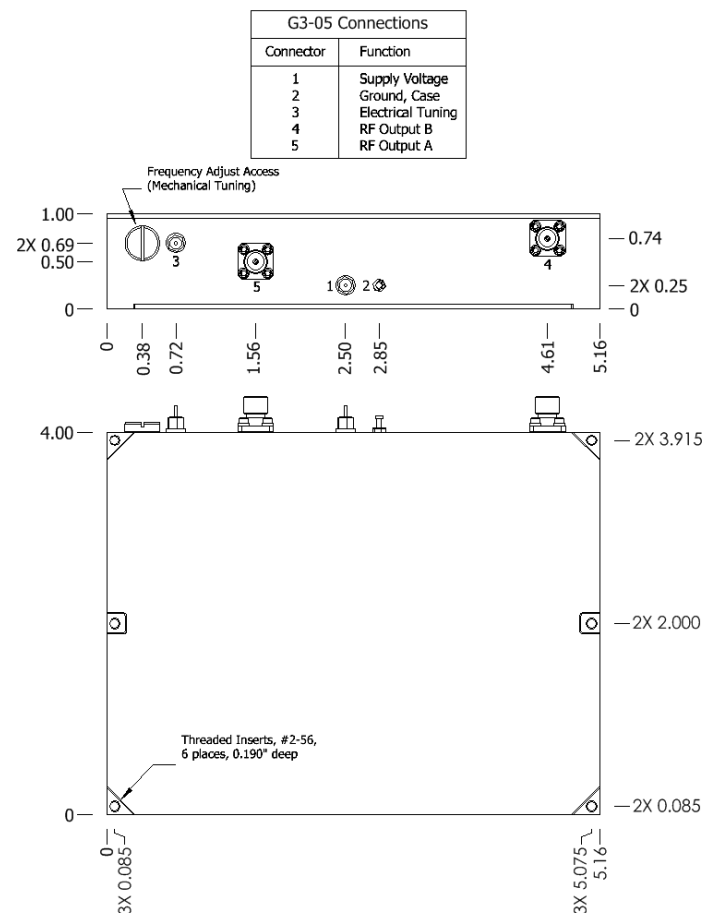 G3-05 Connections
Connector Function
1 Supply Voltage
2 Ground, Case
3 Electrical Tuning
4 RF Output B
5 RF Output A
Frequency Adjust Access
(Mechanical Tuning)
1.00
2X 0.69
0.50
0
3
5
1
2
4
0.74
2X 0.25
0
0
0.38
0.72
1.56
2.50
2.85
4.61
5.16
4.00
2X 3.915
2X 2.000
Threaded Inserts, #2-56,
6 places, 0.190" deep
0
2X 0.085
0
3X 0.085
3X 5.075
5.16